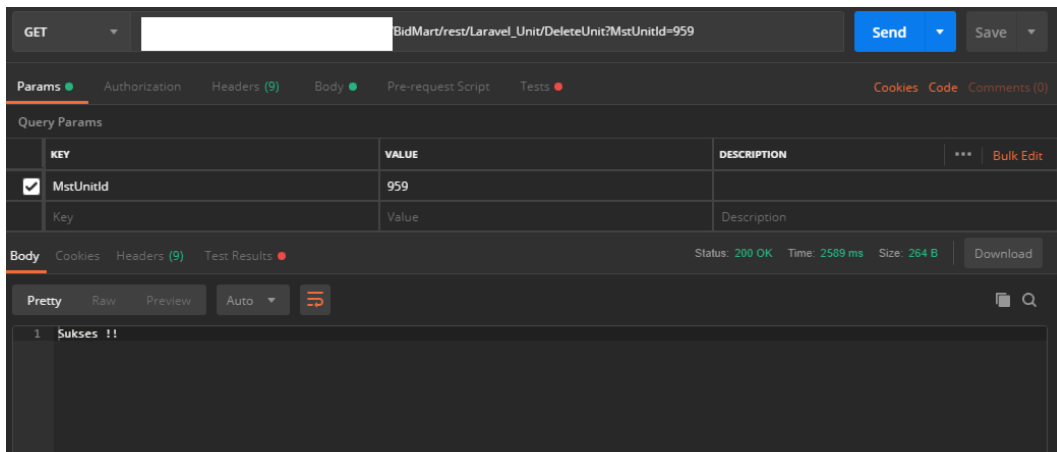 GET /BidMart/rest/Laravel_Unit/DeleteUnit?MstUnitId=959 Send Save
Params Authorization Headers (9) Body Pre-request Script Tests Cookies Code Comments (0)
Query Params
KEY VALUE DESCRIPTION ••• Bulk Edit
MstUnitId 959
Key Value Description
Body Cookies Headers (9) Test Results Status: 200 OK Time: 2589 ms Size: 264 B Download
Pretty Raw Preview Auto
1 Sukses !!